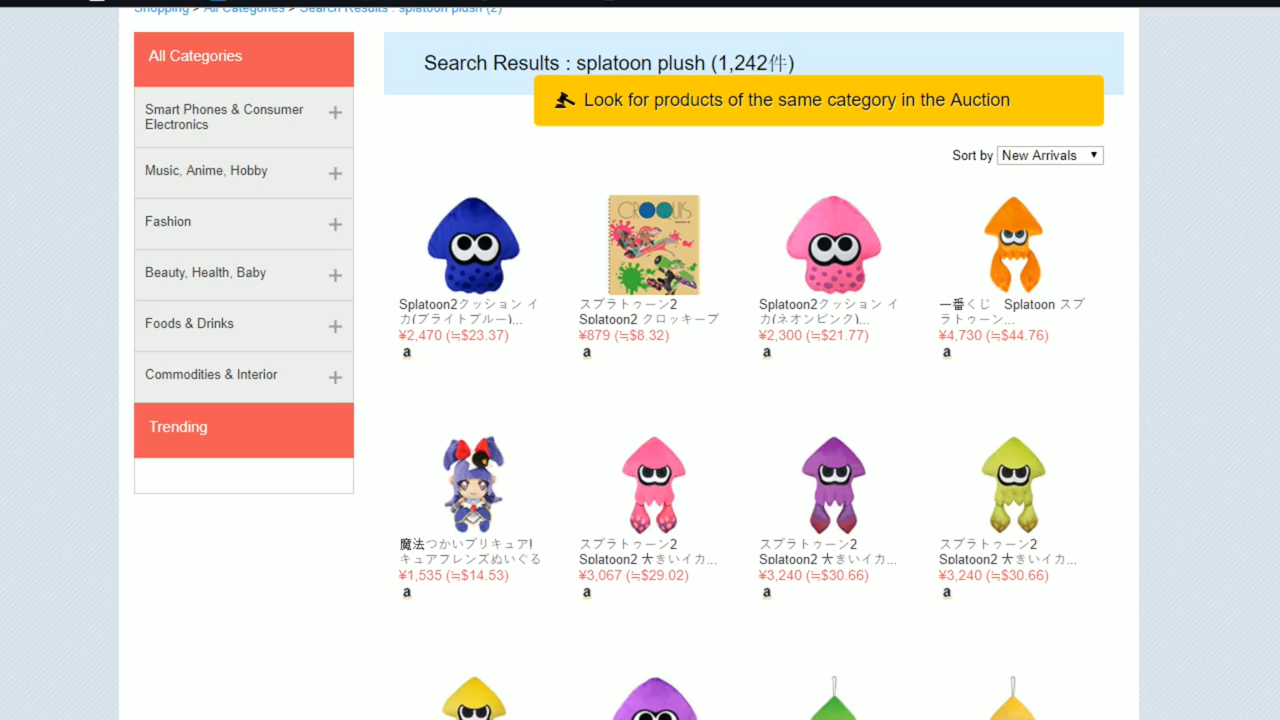 Shopping > All Categories > Search Results : splatoon plush (2)
All Categories
Smart Phones & Consumer
Electronics
Music, Anime, Hobby
Fashion
Beauty, Health, Baby
Foods & Drinks
Commodities & Interior
Trending
Search Results : splatoon plush (1,242件)
Look for products of the same category in the Auction
Sort by New Arrivals
CROQUIS
Splatoon2クッション イ
カ(ブライトブルー)...
¥2,470 (≒$23.37)
a
スプラトゥーン2
Splatoon2 クロッキーブ
¥879 (≒$8.32)
a
Splatoon2クッション イ
カ(ネオンピンク)...
¥2,300 (≒$21.77)
a
一番くじ　Splatoon スプ
ラトゥーン...
¥4,730 (≒$44.76)
a
魔法つかいプリキュア!
キュアフレンズぬいぐる
¥1,535 (≒$14.53)
a
スプラトゥーン2
Splatoon2 大きいイカ...
¥3,067 (≒$29.02)
a
スプラトゥーン2
Splatoon2 大きいイカ...
¥3,240 (≒$30.66)
a
スプラトゥーン2
Splatoon2 大きいイカ...
¥3,240 (≒$30.66)
a